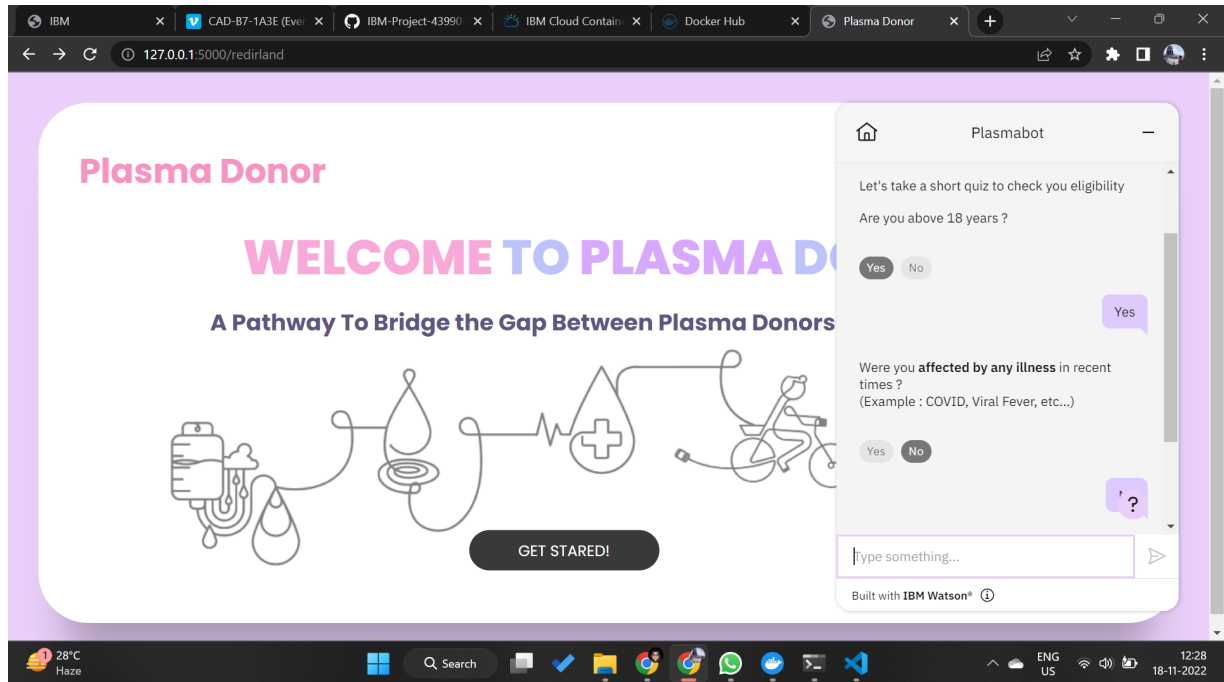 IBM
CAD-B7-1A3E (Ever
IBM-Project-43990
IBM Cloud Contain
Docker Hub
Plasma Donor
127.0.0.1:5000/redirland
Plasma Donor
WELCOME TO PLASMA
A Pathway To Bridge the Gap Between Plasma Donors
GET STARED!
Plasmabot
Let's take a short quiz to check you eligibility
Are you above 18 years ?
Yes No
Yes
Were you affected by any illness in recent
times ?
(Example : COVID, Viral Fever, etc...)
Yes No
?
Type something...
Built with IBM Watson®
1
28°C
Haze
Search
ENG
US
12:28
18-11-2022